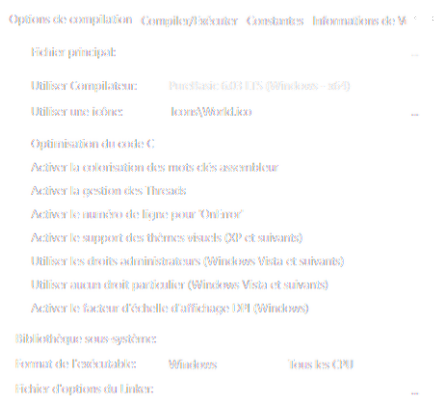 Options de compilation Compiler/Exécuter Constantes Informations de V
Fichier principal: ...
Utiliser Compilateur: PureBasic 6.03 LTS (Windows - x64)
Utiliser une icône: Icons\World.ico ...
Optimisation du code C
Activer la colorisation des mots clés assembleur
Activer la gestion des Threads
Activer le numéro de ligne pour 'OnError'
Activer le support des thèmes visuels (XP et suivants)
Utiliser les droits administrateurs (Windows Vista et suivants)
Utiliser aucun droit particulier (Windows Vista et suivants)
Activer le facteur d'échelle d'affichage DPI (Windows)
Bibliothèque sous-système:
Format de l'exécutable: Windows Tous les CPU
Fichier d'options du Linker: ...